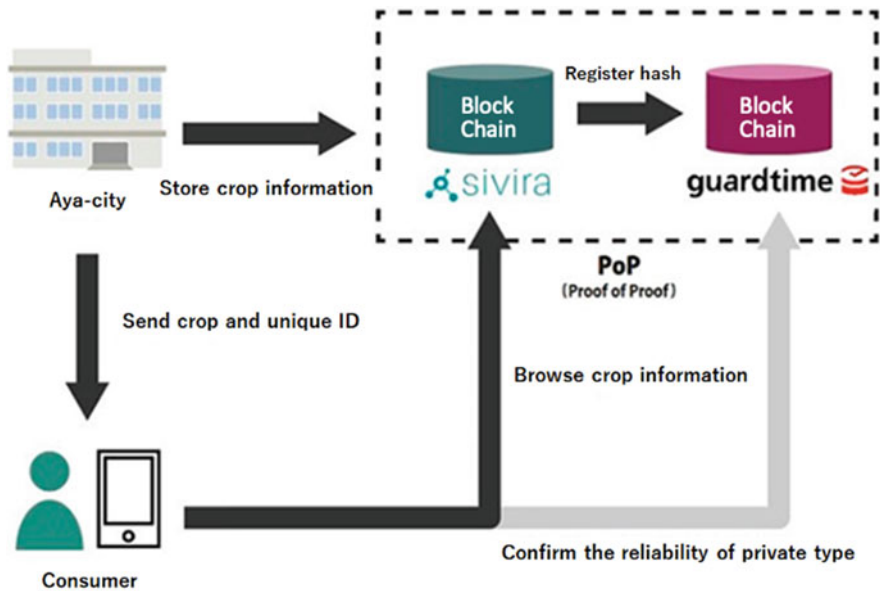 Block
Chain
Register hash
Block
Chain
sivira
guardtime
Store crop information
Aya-city
PoP
(Proof of Proof)
Send crop and unique ID
Browse crop information
Confirm the reliability of private type
Consumer